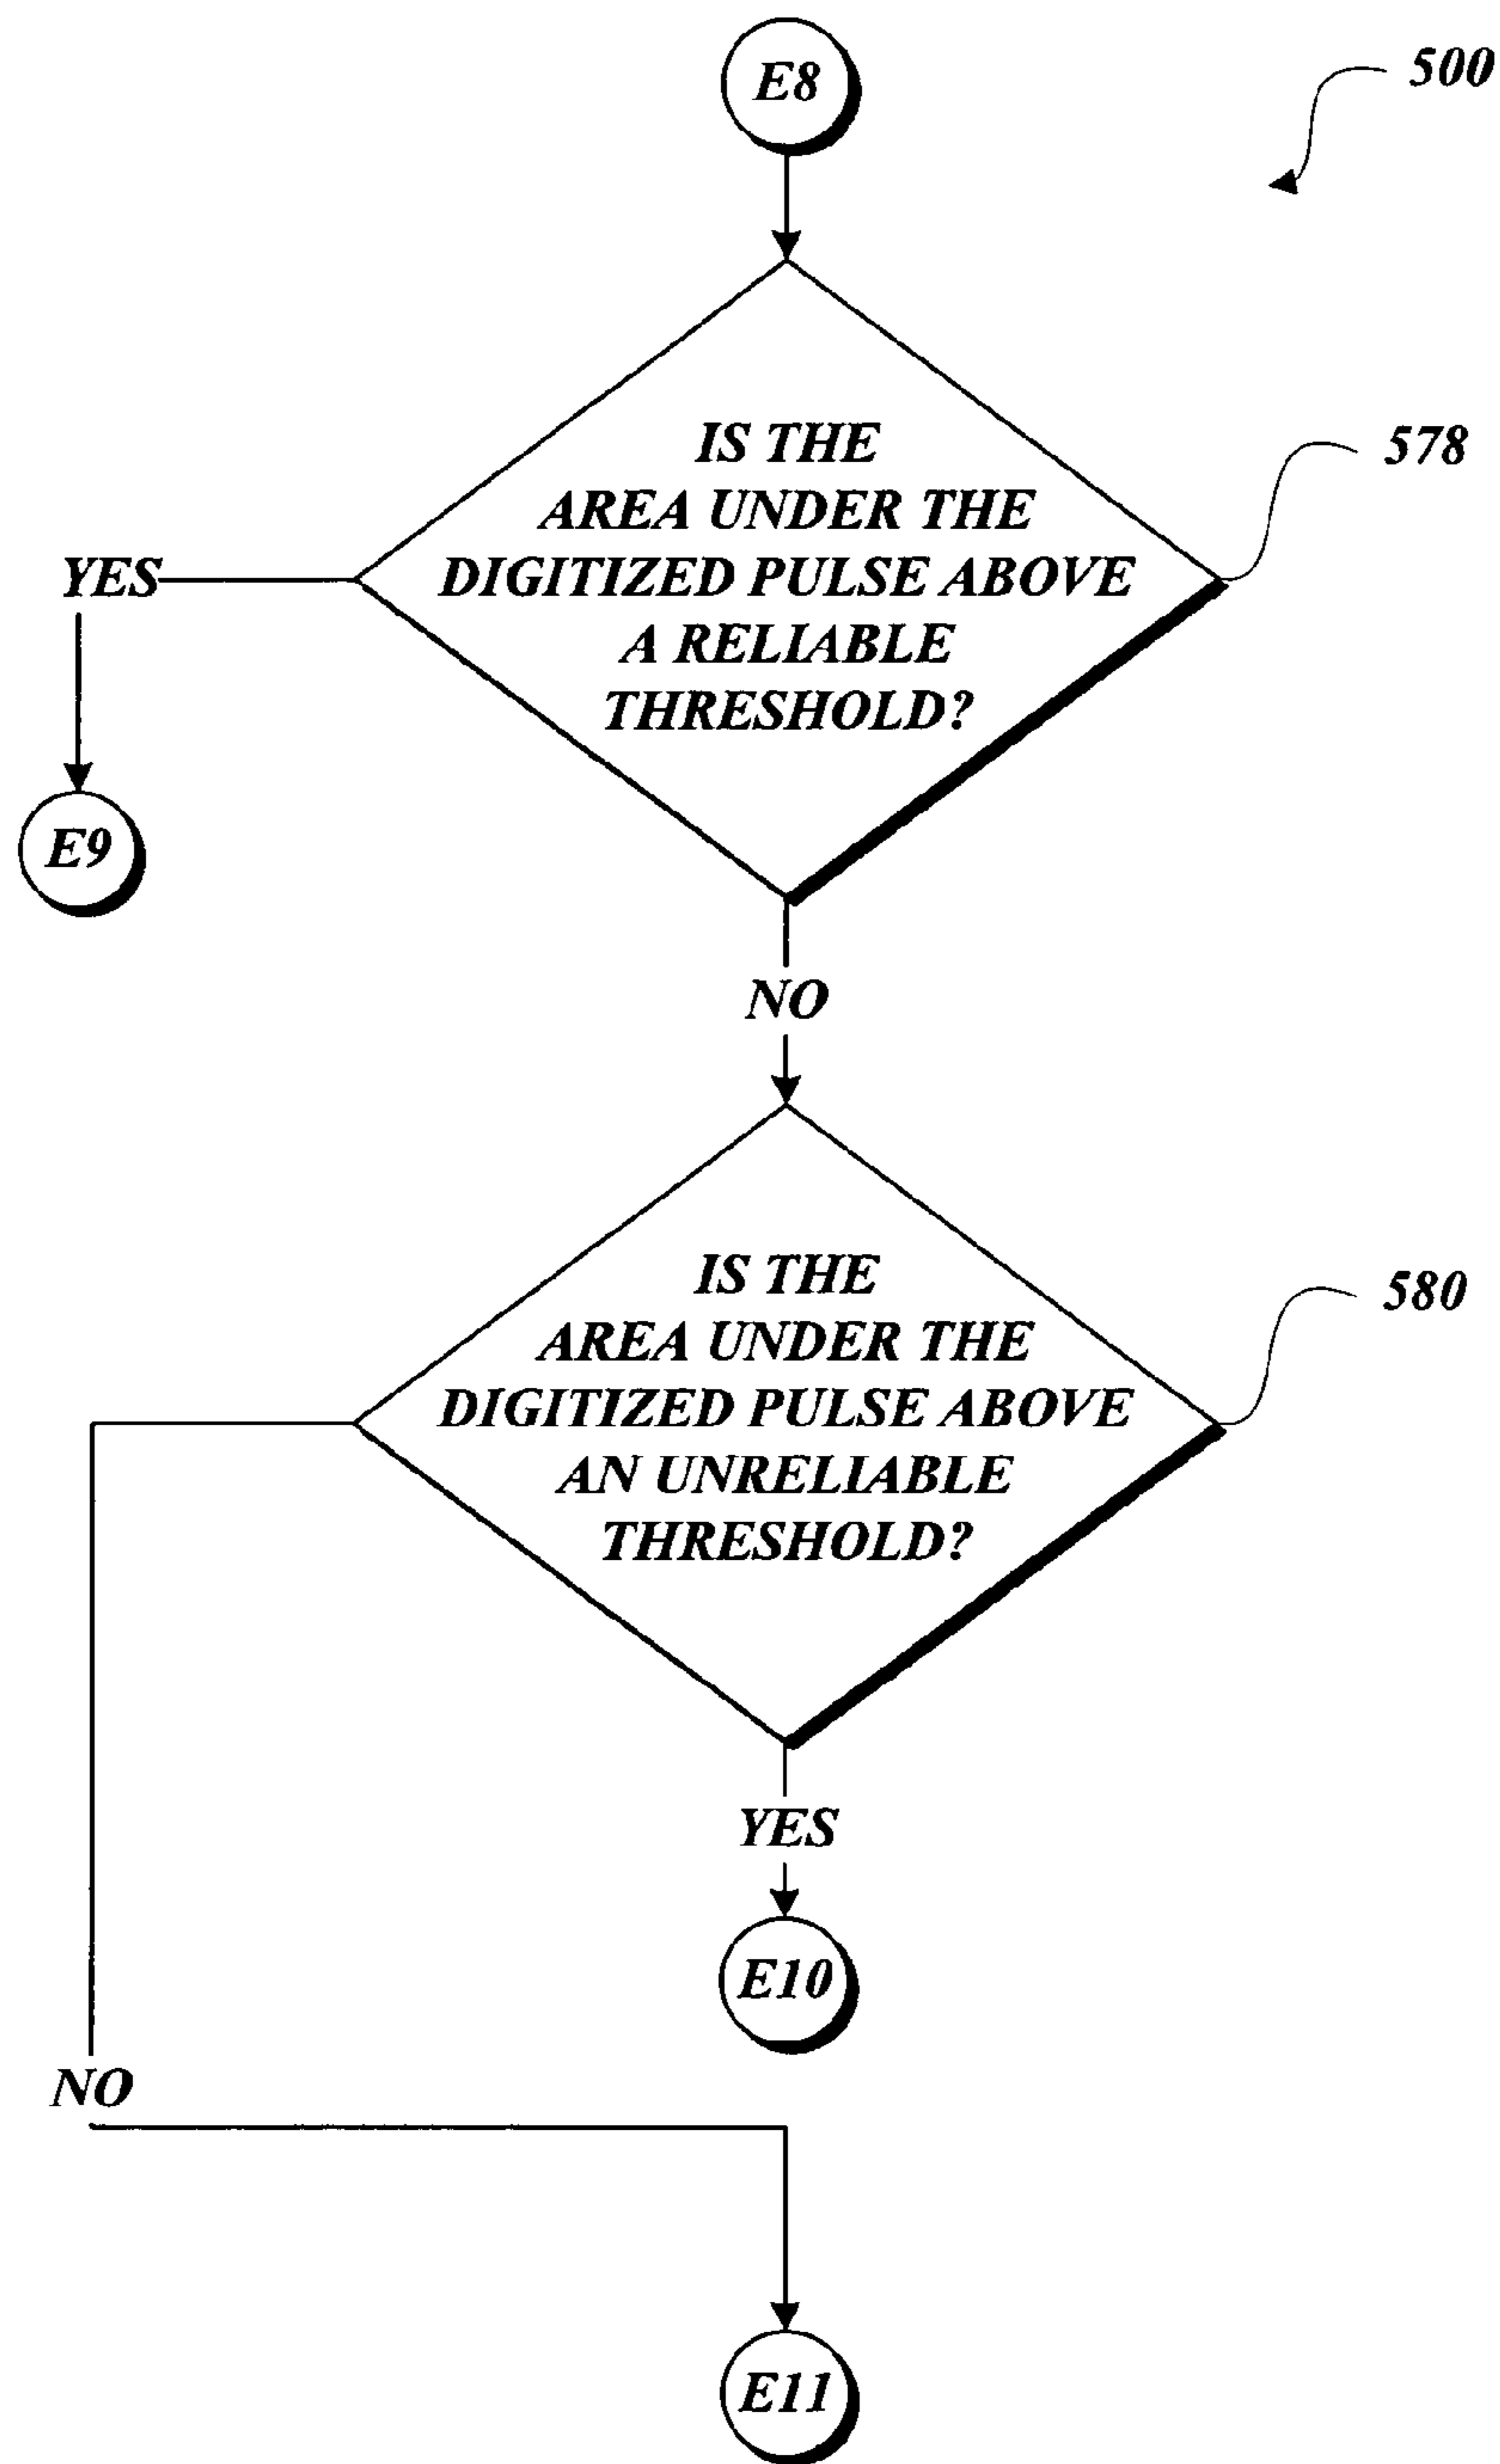 E8
500
IS THE
AREA UNDER THE
DIGITIZED PULSE ABOVE
A RELIABLE
THRESHOLD?
578
YES
E9
NO
IS THE
AREA UNDER THE
DIGITIZED PULSE ABOVE
AN UNRELIABLE
THRESHOLD?
580
YES
E10
NO
E11